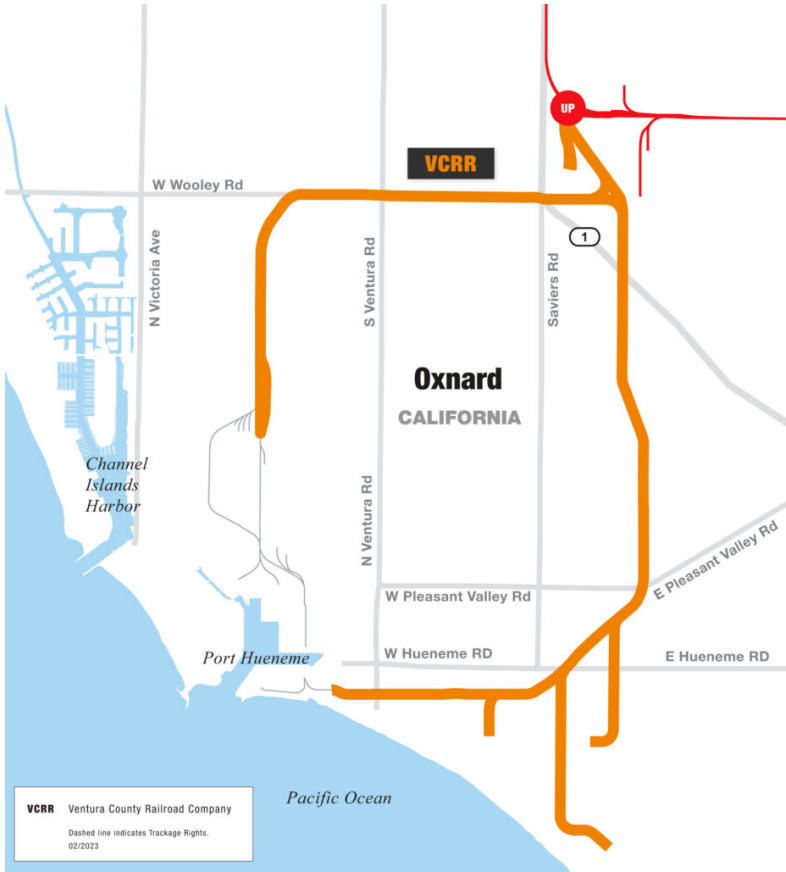 UP
VCRR
W Wooley Rd
1
N Victoria Ave
S Ventura Rd
Saviers Rd
Oxnard
CALIFORNIA
Channel
Islands
Harbor
N Ventura Rd
E Pleasant Valley Rd
W Pleasant Valley Rd
Port Hueneme
W Hueneme RD
E Hueneme RD
Pacific Ocean
VCRR Ventura County Railroad Company
Dashed line indicates Trackage Rights.
02/2023